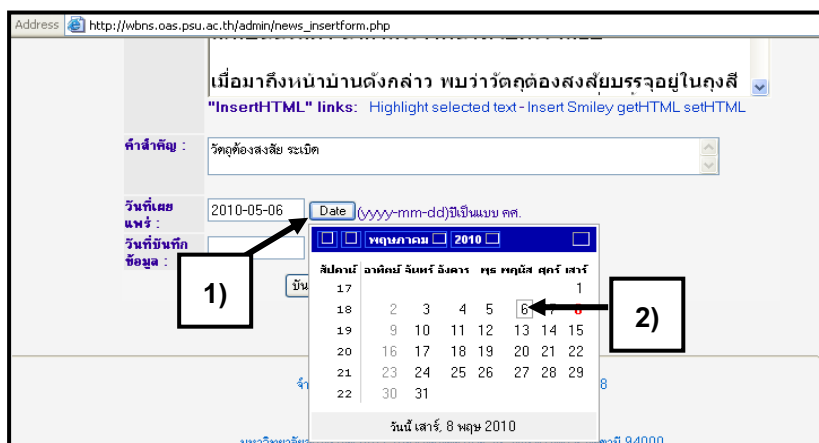 Address http://wbns.oas.psu.ac.th/admin/news_insertform.php
เมื่อมาถึงหน้าบ้านดังกล่าว พบว่าวัตถุต้องสงสัยบรรจุอยู่ในถุงสี
"InsertHTML" links: Highlight selected text - Insert Smiley getHTML setHTML
คำสำคัญ :
วัตถุต้องสงสัย ระเบิด
วันที่เผย
แพร่ :
2010-05-06 Date (yyyy-mm-dd)ปีเป็นแบบ คศ.
วันที่บันทึก
ข้อมูล :
1)
2)
พฤษภาคม 2010
สัปดาห์ อาทิตย์ จันทร์ อังคาร พุธ พฤหัส ศุกร์ เสาร์
17 1
18 2 3 4 5 6 7 8
19 9 10 11 12 13 14 15
20 16 17 18 19 20 21 22
21 23 24 25 26 27 28 29
22 30 31
วันนี้ เสาร์, 8 พฤษ 2010
94000